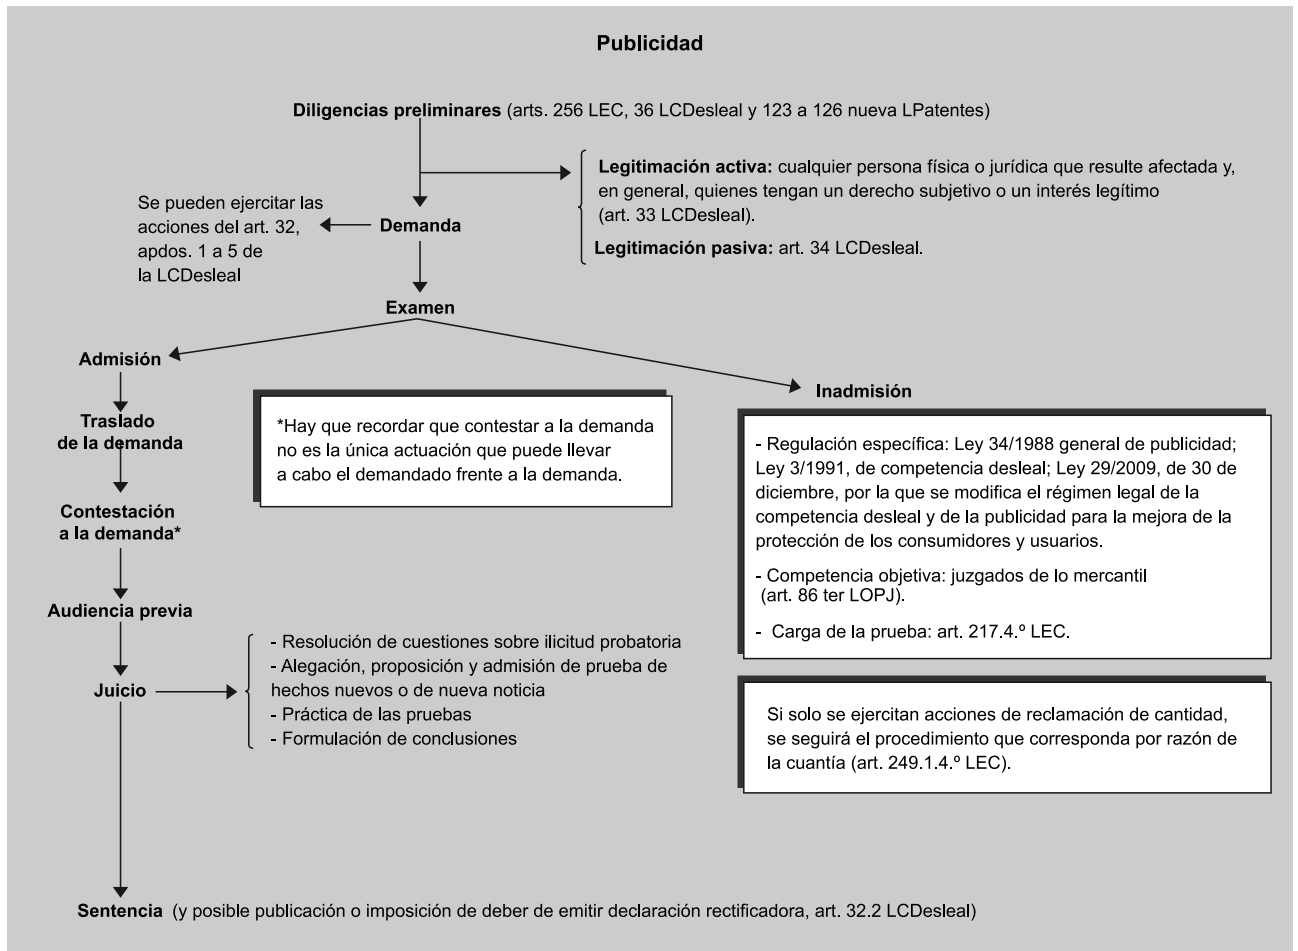 Publicidad
Diligencias preliminares (arts. 256 LEC, 36 LCDesleal y 123 a 126 nueva LPatentes)
Legitimación activa: cualquier persona física o jurídica que resulte afectada y,
en general, quienes tengan un derecho subjetivo o un interés legítimo
(art. 33 LCDesleal).
Legitimación pasiva: art. 34 LCDesleal.
Se pueden ejercitar las
acciones del art. 32,
apdos. 1 a 5 de
la LCDesleal
Demanda
Examen
Admisión
Inadmisión
Traslado
de la demanda
*Hay que recordar que contestar a la demanda
no es la única actuación que puede llevar
a cabo el demandado frente a la demanda.
- Regulación específica: Ley 34/1988 general de publicidad;
Ley 3/1991, de competencia desleal; Ley 29/2009, de 30 de
diciembre, por la que se modifica el régimen legal de la
competencia desleal y de la publicidad para la mejora de la
protección de los consumidores y usuarios.
- Competencia objetiva: juzgados de lo mercantil
(art. 86 ter LOPJ).
- Carga de la prueba: art. 217.4.º LEC.
Contestación
a la demanda*
Audiencia previa
Juicio
- Resolución de cuestiones sobre ilicitud probatoria
- Alegación, proposición y admisión de prueba de
hechos nuevos o de nueva noticia
- Práctica de las pruebas
- Formulación de conclusiones
Si solo se ejercitan acciones de reclamación de cantidad,
se seguirá el procedimiento que corresponda por razón de
la cuantía (art. 249.1.4.º LEC).
Sentencia (y posible publicación o imposición de deber de emitir declaración rectificadora, art. 32.2 LCDesleal)